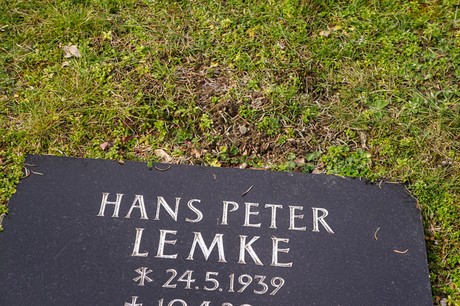 HANS PETER
LEMKE
* 24.5.1939